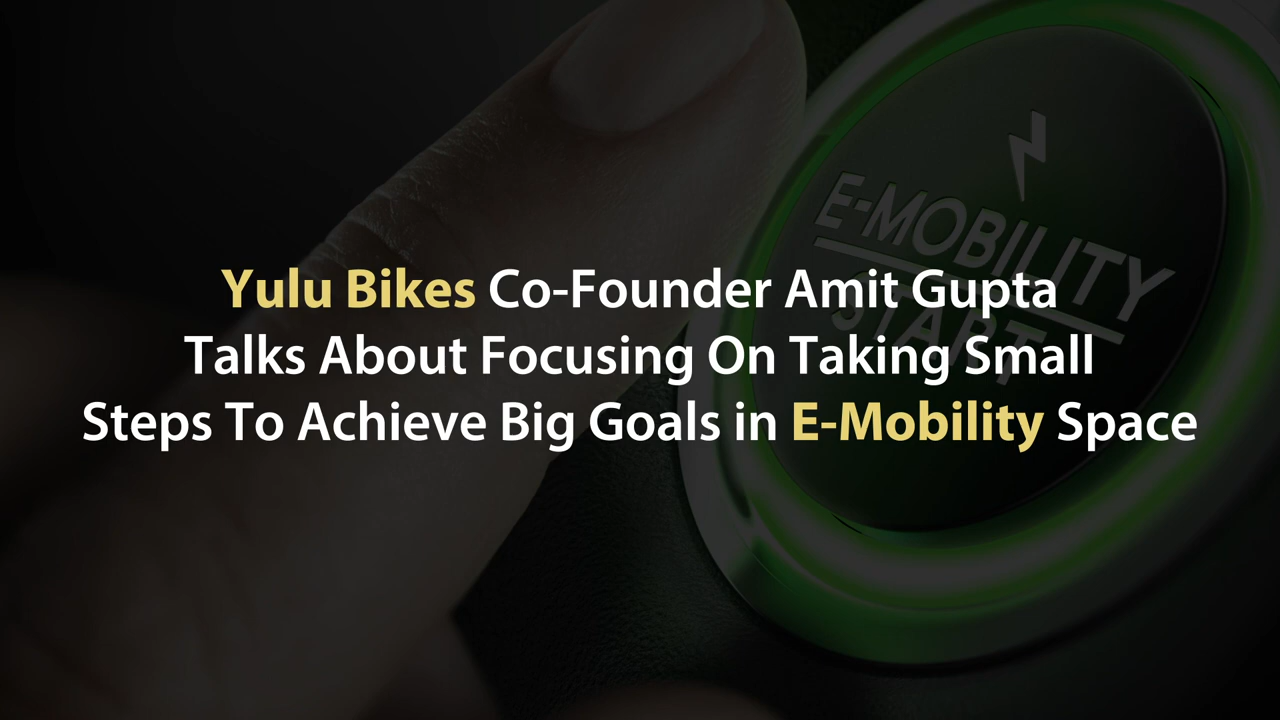 E-MOBILITY
START
Yulu Bikes Co-Founder Amit Gupta
Talks About Focusing On Taking Small
Steps To Achieve Big Goals in E-Mobility Space